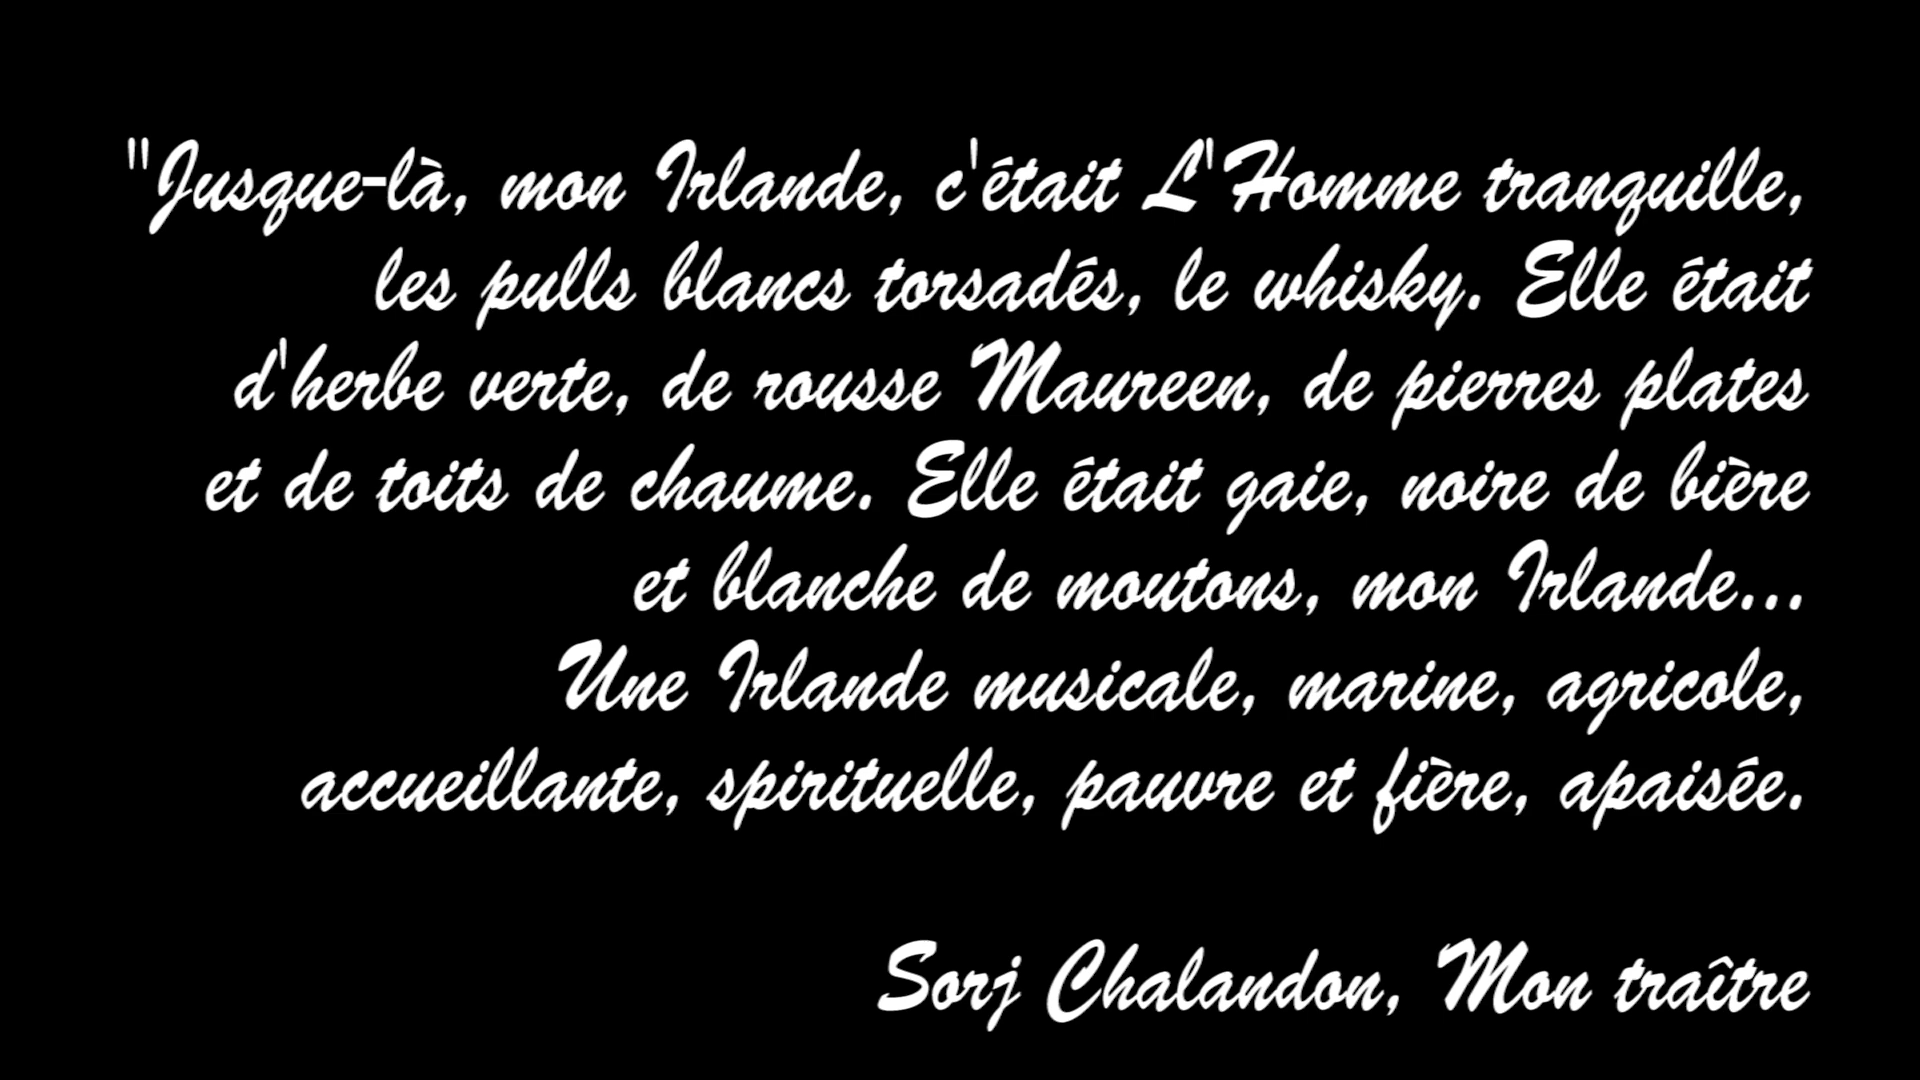 "Jusque-là, mon Irlande, c'était L'Homme tranquille,
les pulls blancs torsadés, le whisky. Elle était
d'herbe verte, de rousse Maureen, de pierres plates
et de toits de chaume. Elle était gaie, noire de bière
et blanche de moutons, mon Irlande...
Une Irlande musicale, marine, agricole,
accueillante, spirituelle, pauvre et fière, apaisée.
Sorj Chalandon, Mon traître